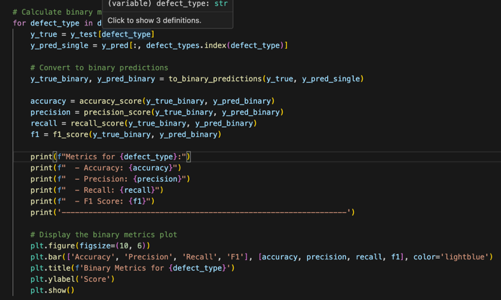 (variable) defect_type: str
Click to show 3 definitions.
# Calculate binary m
for defect_type in d
y_true = y_test[defect_type]
y_pred_single = y_pred[:, defect_types.index(defect_type)]
# Convert to binary predictions
y_true_binary, y_pred_binary = to_binary_predictions(y_true, y_pred_single)
accuracy = accuracy_score(y_true_binary, y_pred_binary)
precision = precision_score(y_true_binary, y_pred_binary)
recall = recall_score(y_true_binary, y_pred_binary)
f1 = f1_score(y_true_binary, y_pred_binary)
print(f"Metrics for {defect_type}:")
print(f"  - Accuracy: {accuracy}")
print(f"  - Precision: {precision}")
print(f"  - Recall: {recall}")
print(f"  - F1 Score: {f1}")
print('----------------------------------------------------------------')
# Display the binary metrics plot
plt.figure(figsize=(10, 6))
plt.bar(['Accuracy', 'Precision', 'Recall', 'F1'], [accuracy, precision, recall, f1], color='lightblue')
plt.title(f'Binary Metrics for {defect_type}')
plt.ylabel('Score')
plt.show()